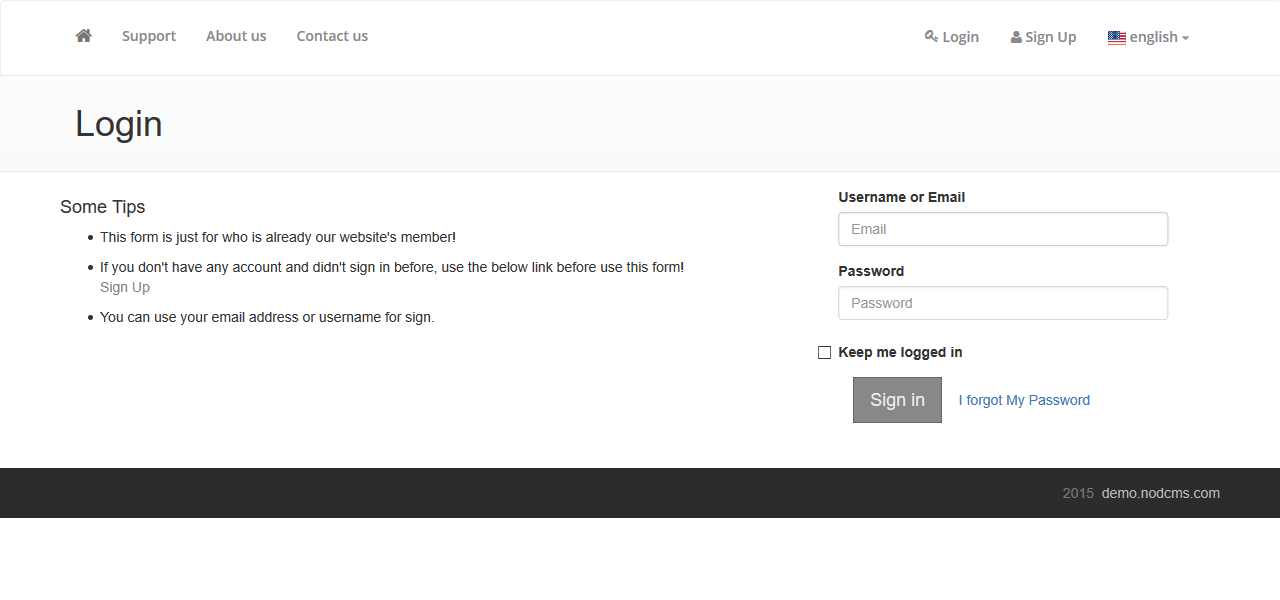 Support About us Contact us Login Sign Up english
Login
Some Tips
This form is just for who is already our website's member!
If you don't have any account and didn't sign in before, use the below link before use this form!
Sign Up
You can use your email address or username for sign.
Username or Email
Email
Password
Password
Keep me logged in
Sign in I forgot My Password
2015 demo.nodcms.com